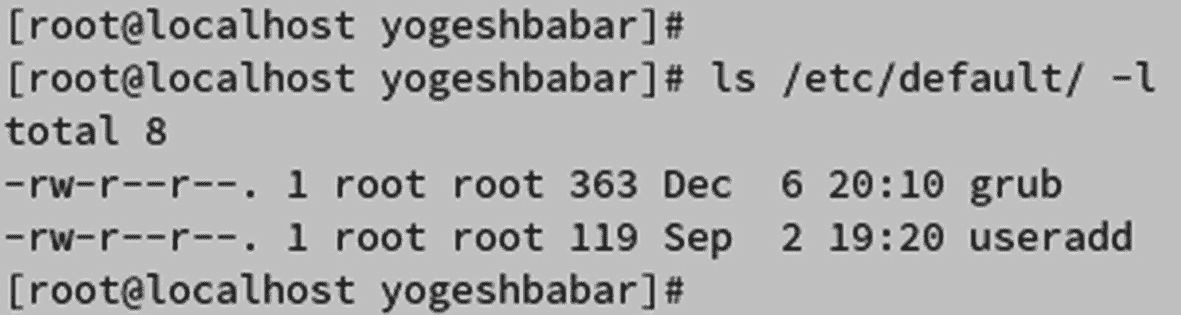 [root@localhost yogeshbabar]#
[root@localhost yogeshbabar]# ls /etc/default/ -l
total 8
-rw-r--r--. 1 root root 363 Dec  6 20:10 grub
-rw-r--r--. 1 root root 119 Sep  2 19:20 useradd
[root@localhost yogeshbabar]#